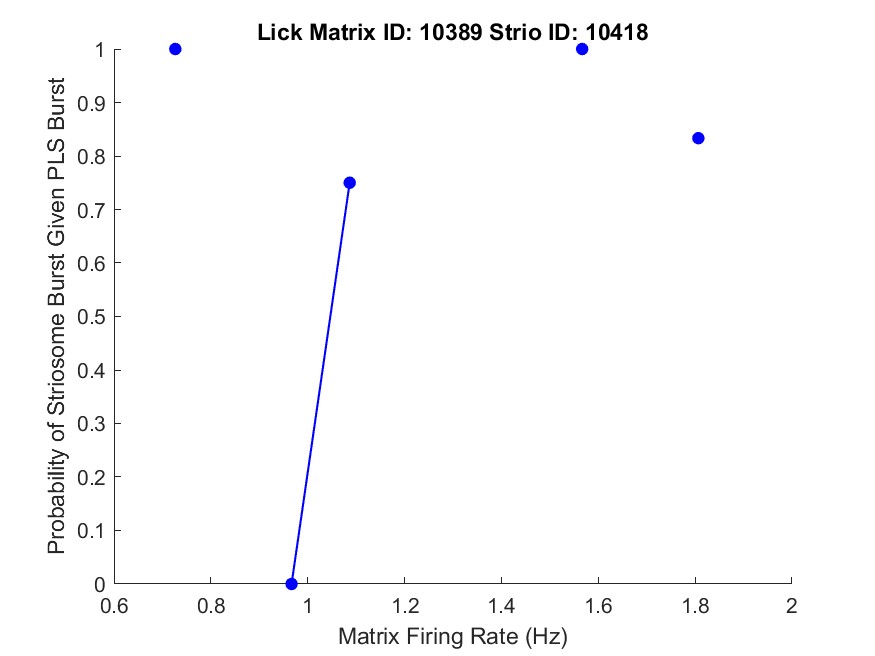 Lick Matrix ID: 10389 Strio ID: 10418
Probability of Striosome Burst Given PLS Burst
1
0.9
0.8
0.7
0.6
0.5
0.4
0.3
0.2
0.1
0
0.6 0.8 1 1.2 1.4 1.6 1.8 2
Matrix Firing Rate (Hz)